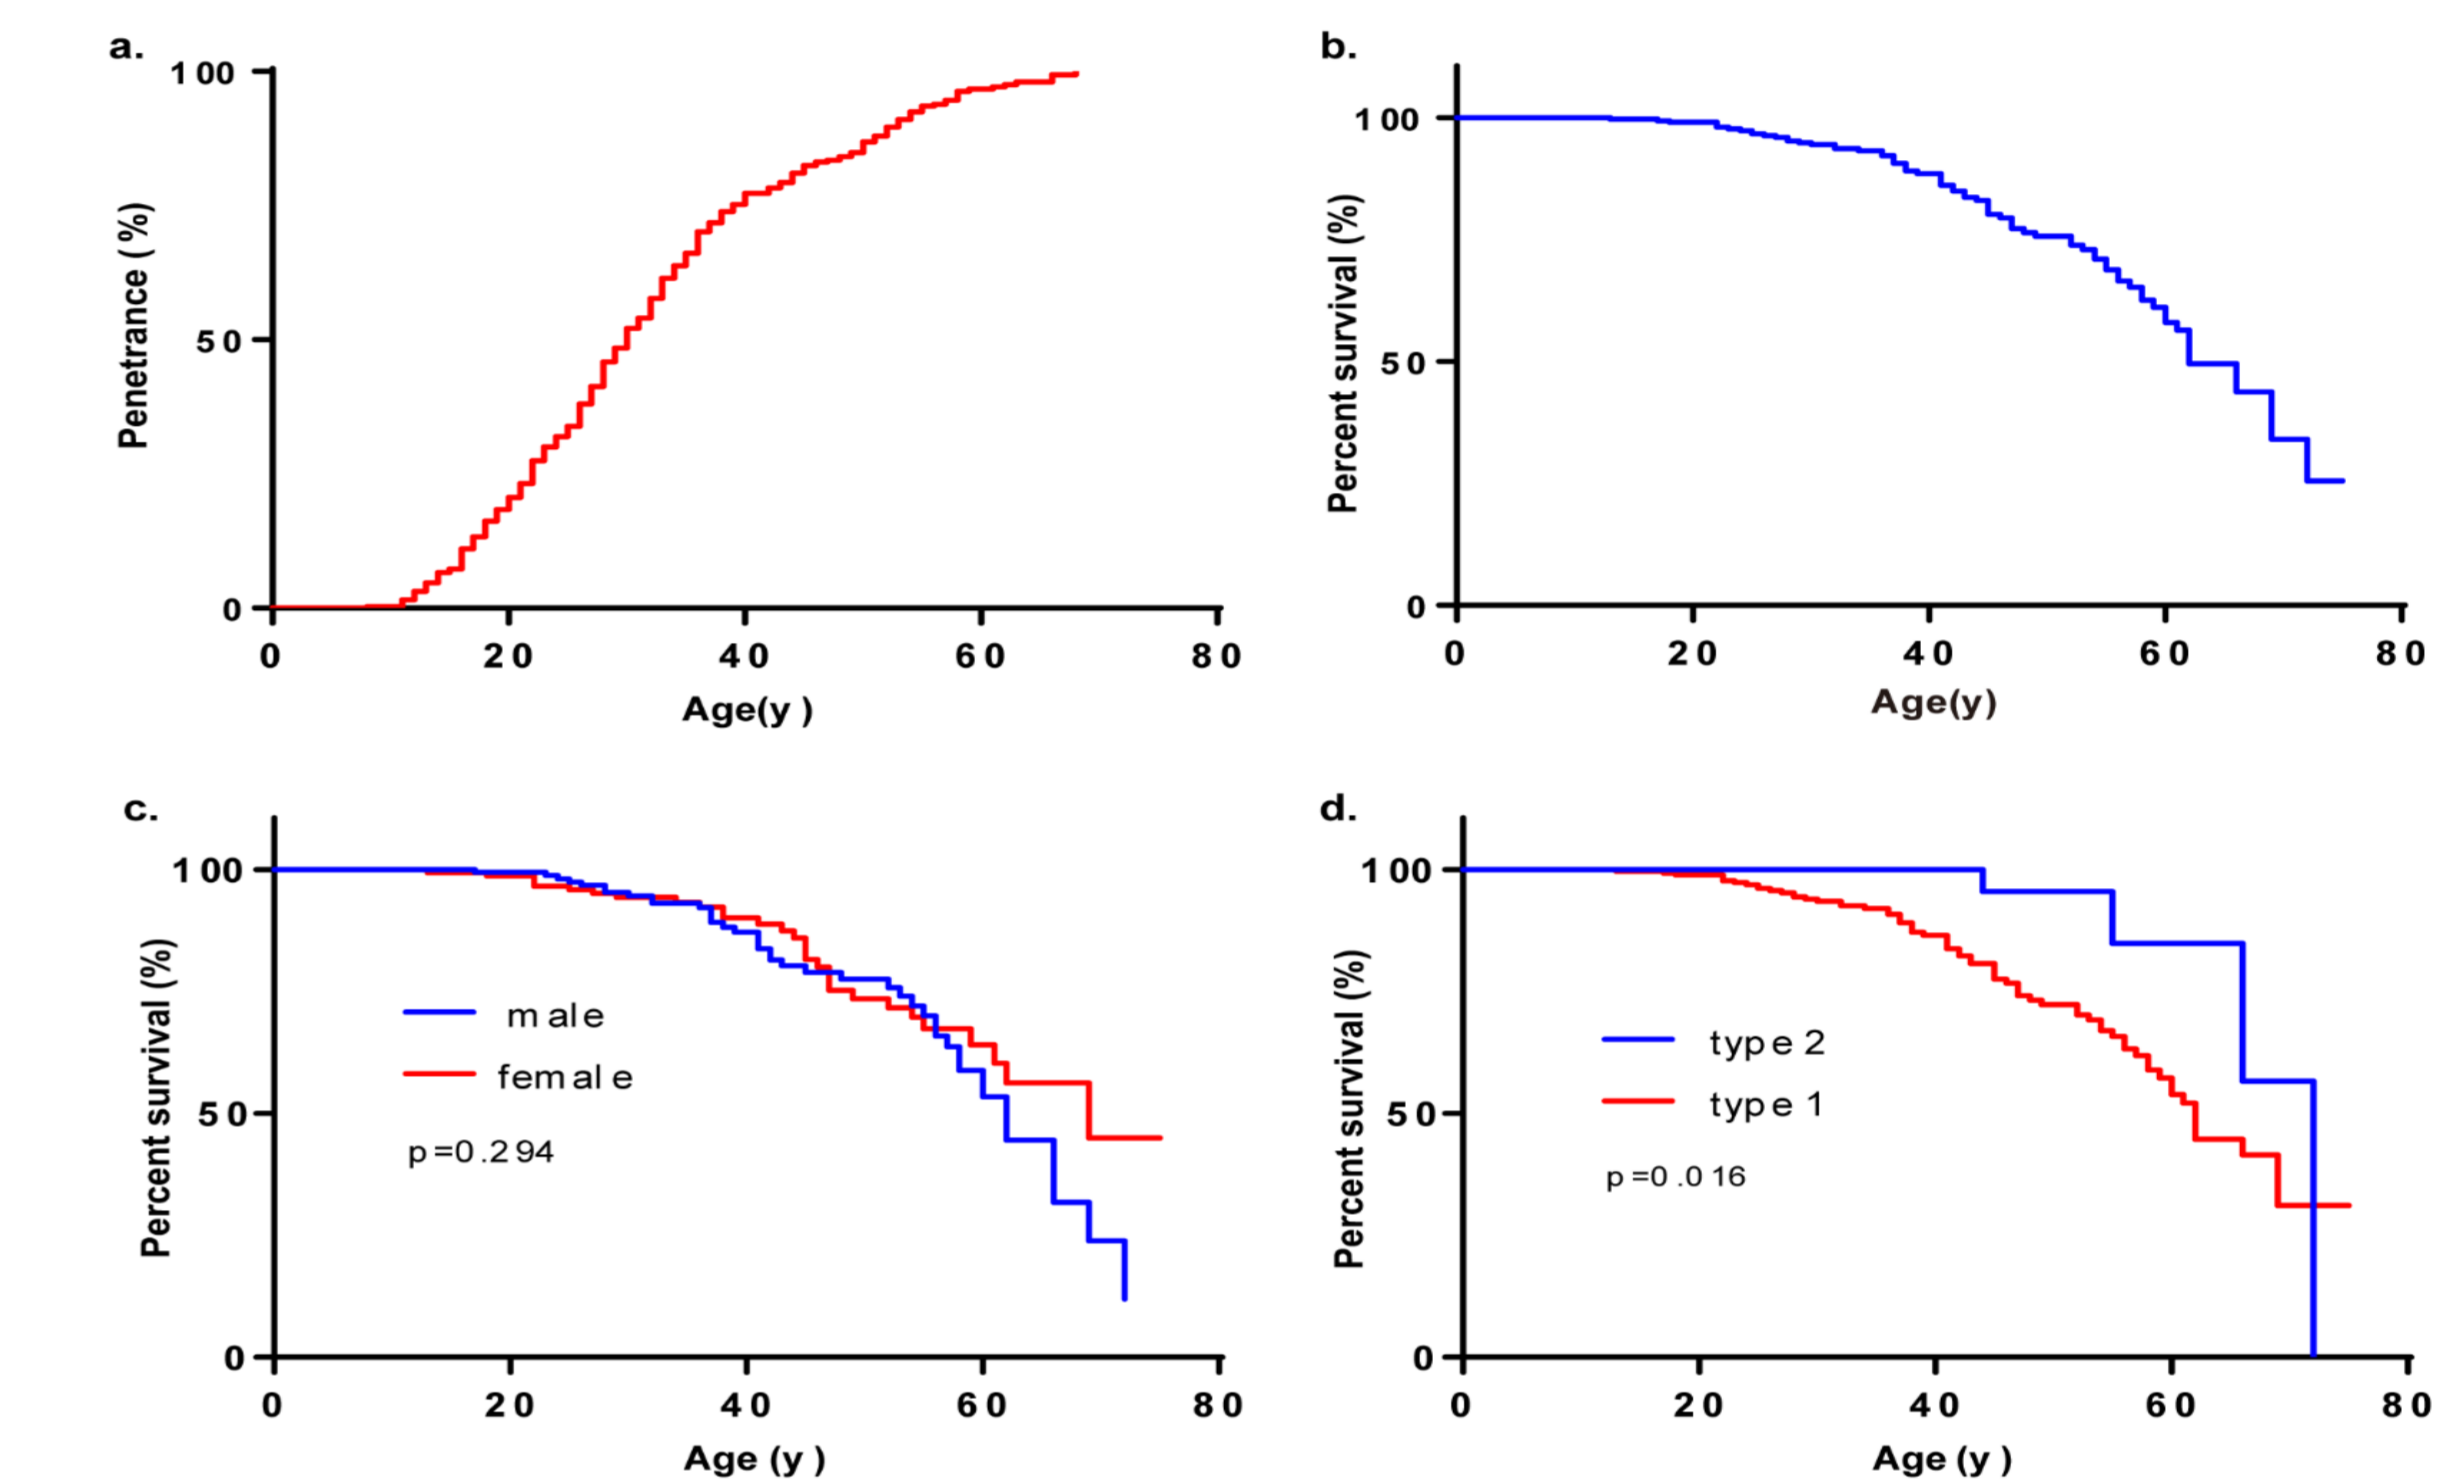 a.
100
50
0
Penetrance (%)
0 20 40 60 80
Age(y)
b.
100
50
0
Percent survival (%)
0 20 40 60 80
Age(y)
c.
100
50
0
Percent survival (%)
male
female
p=0.294
0 20 40 60 80
Age (y)
d.
100
50
0
Percent survival (%)
type 2
type 1
p=0.016
0 20 40 60 80
Age (y)